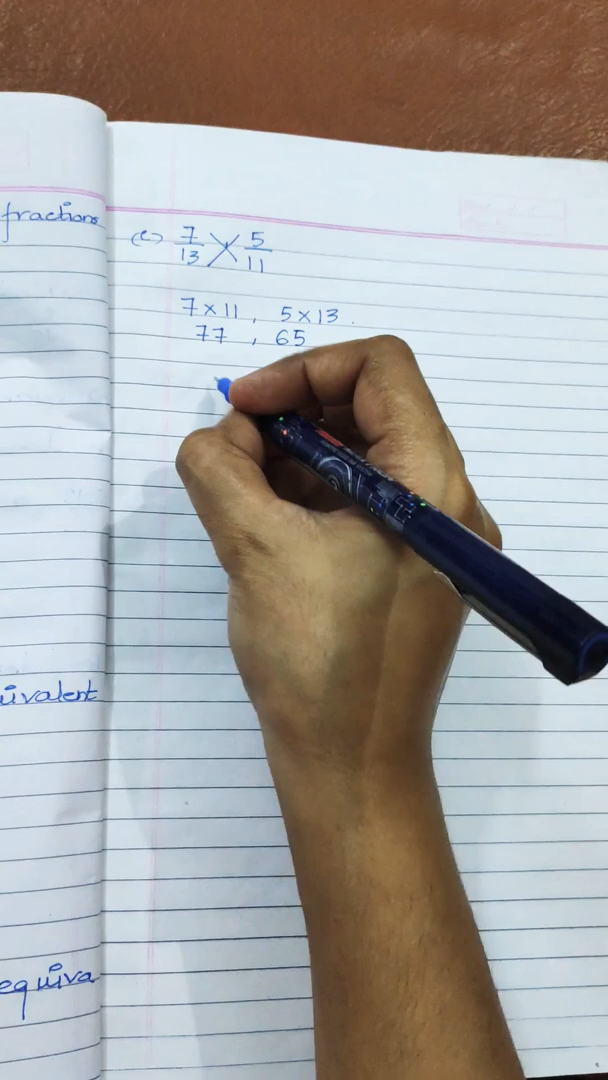 fractions
(c) 7/13 ╳ 5/11
7×11, 5×13.
77, 65
uivalent
equiva